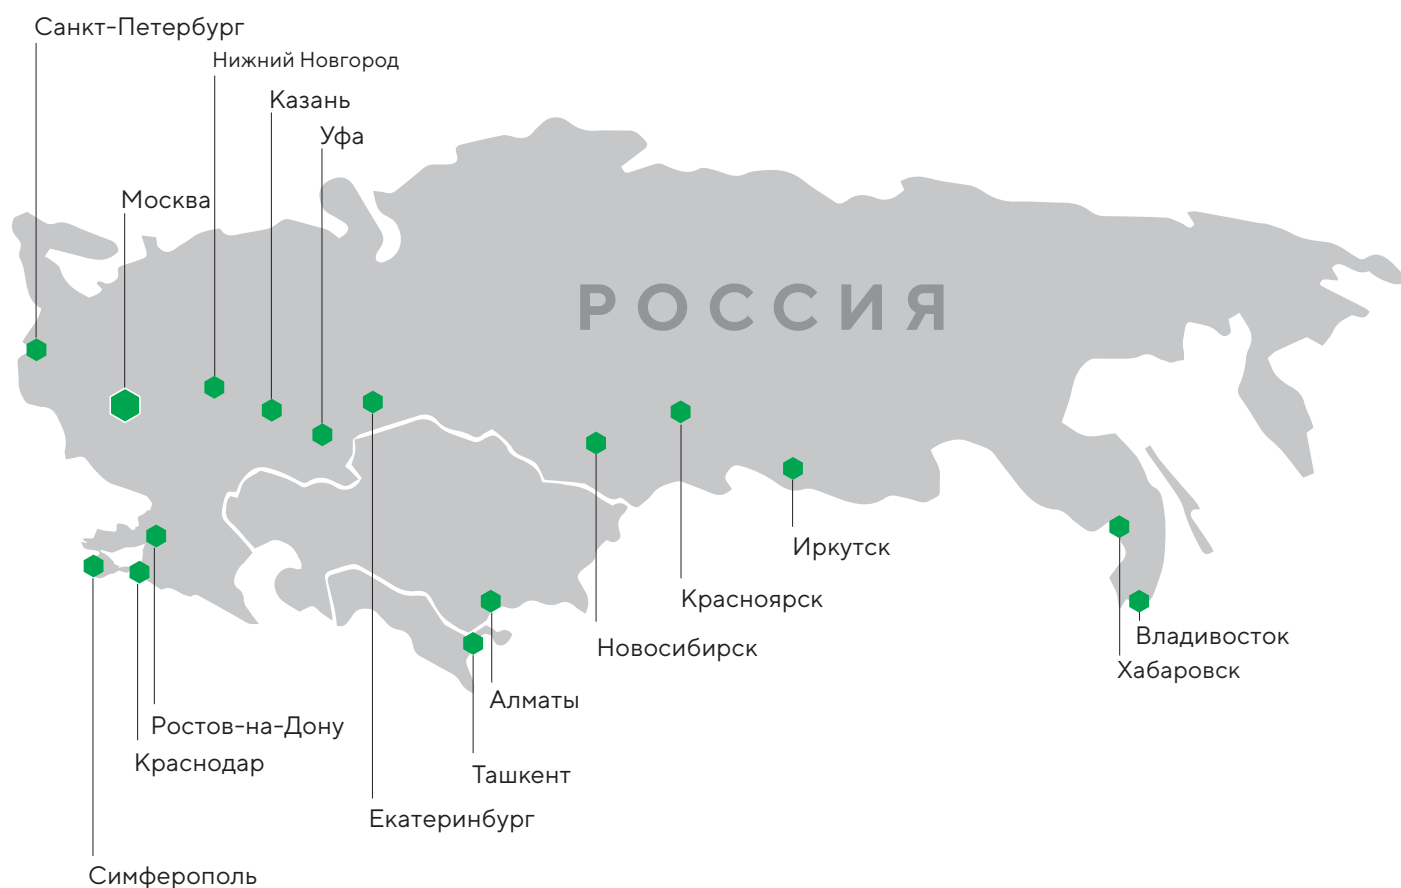 Санкт-Петербург
Нижний Новгород
Казань
Уфа
Москва
РОССИЯ
Иркутск
Красноярск
Владивосток
Новосибирск
Хабаровск
Алматы
Ростов-на-Дону
Краснодар
Ташкент
Екатеринбург
Симферополь